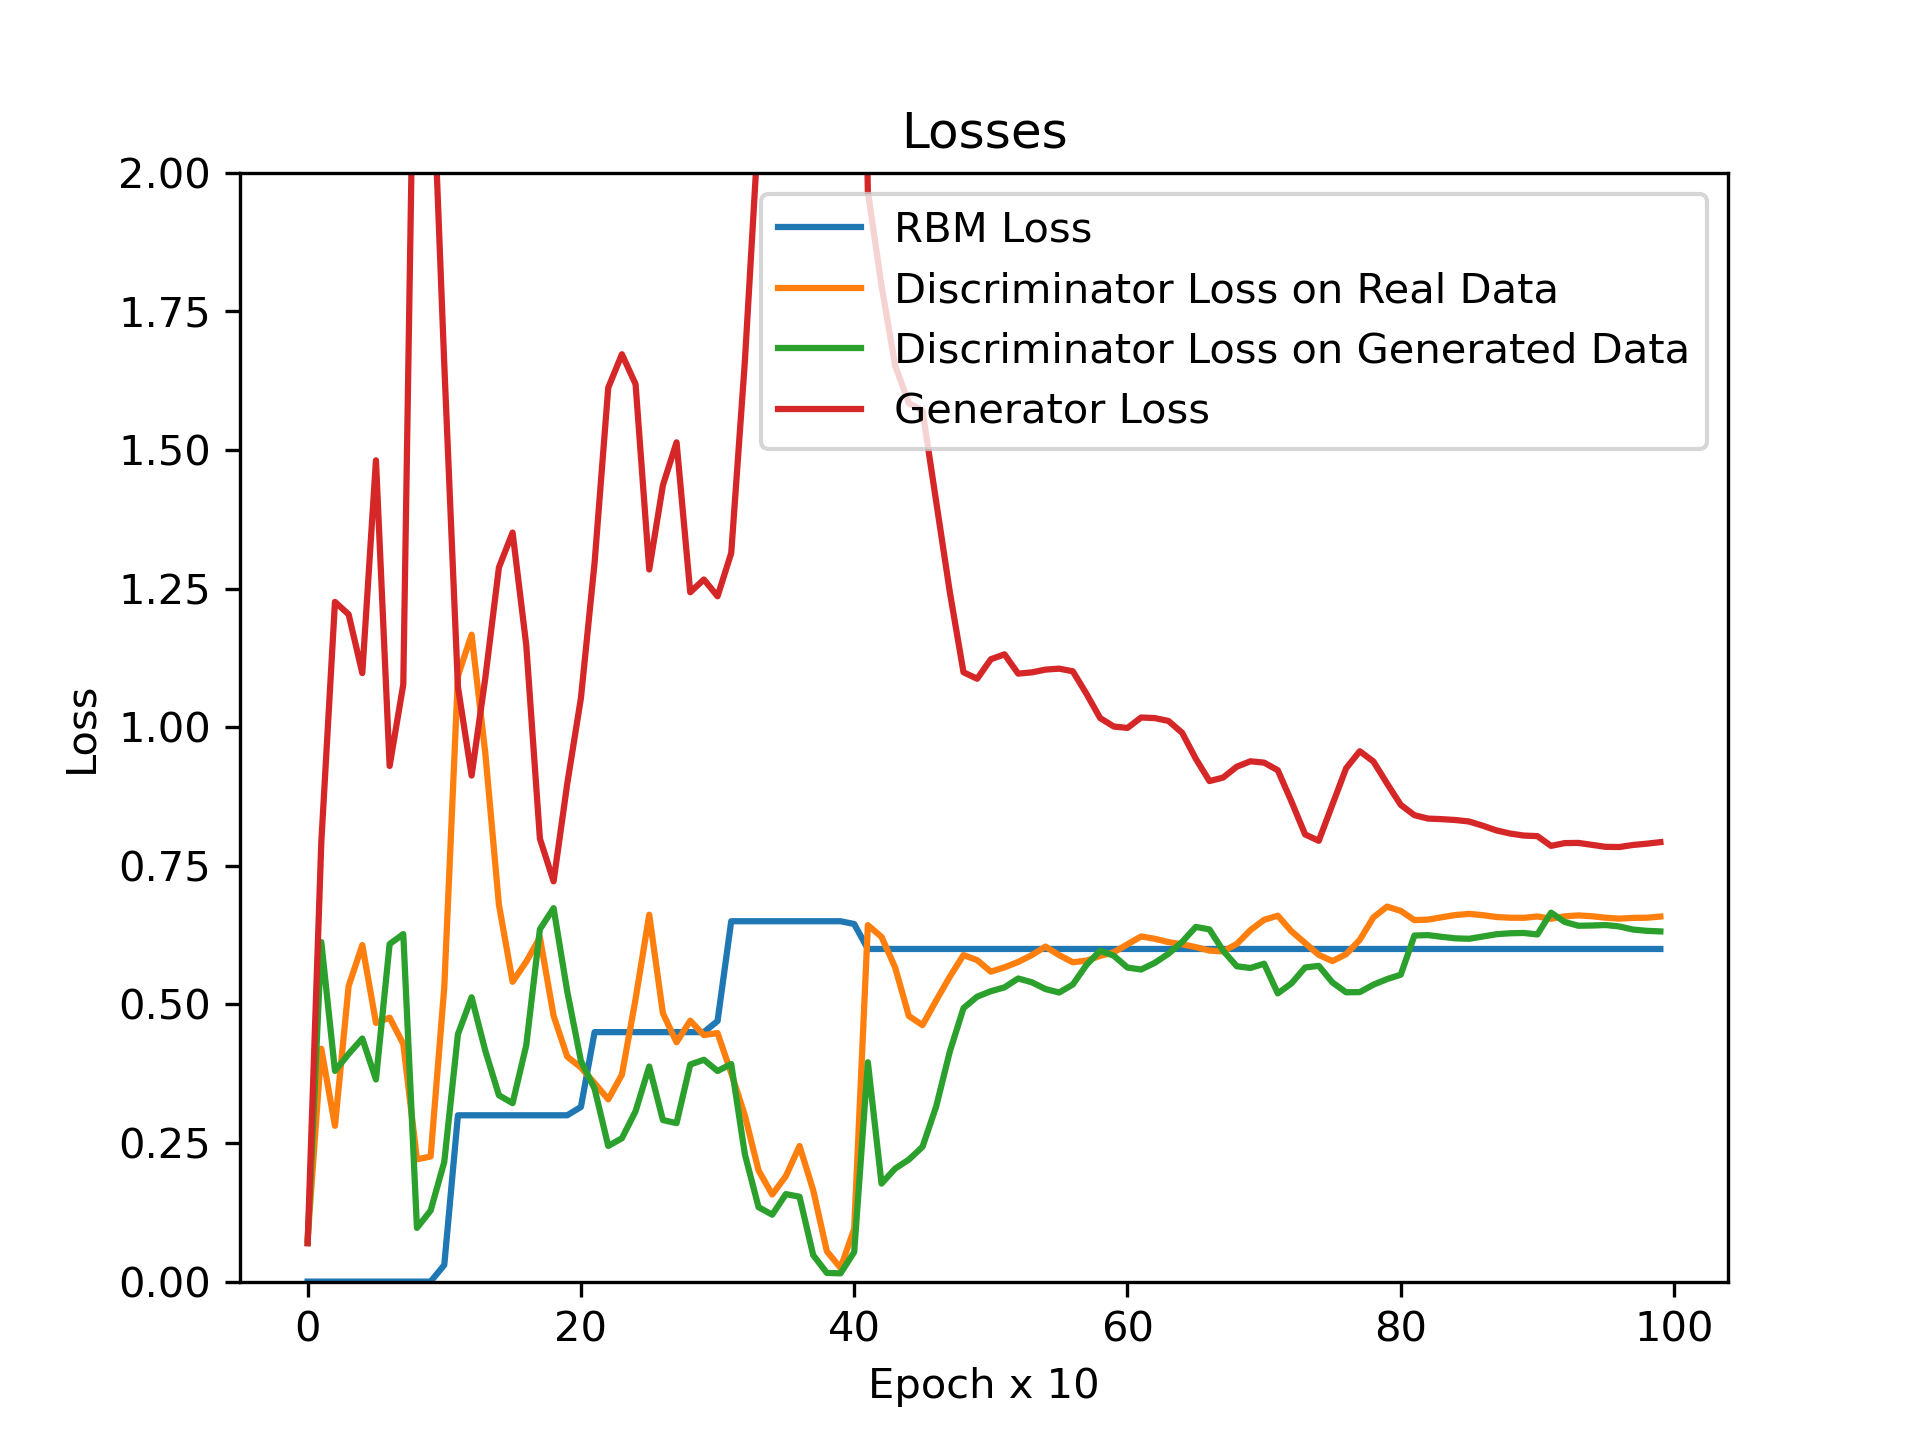 Losses
2.00
1.75
1.50
1.25
1.00
0.75
0.50
0.25
0.00
Loss
RBM Loss
Discriminator Loss on Real Data
Discriminator Loss on Generated Data
Generator Loss
0 20 40 60 80 100
Epoch x 10